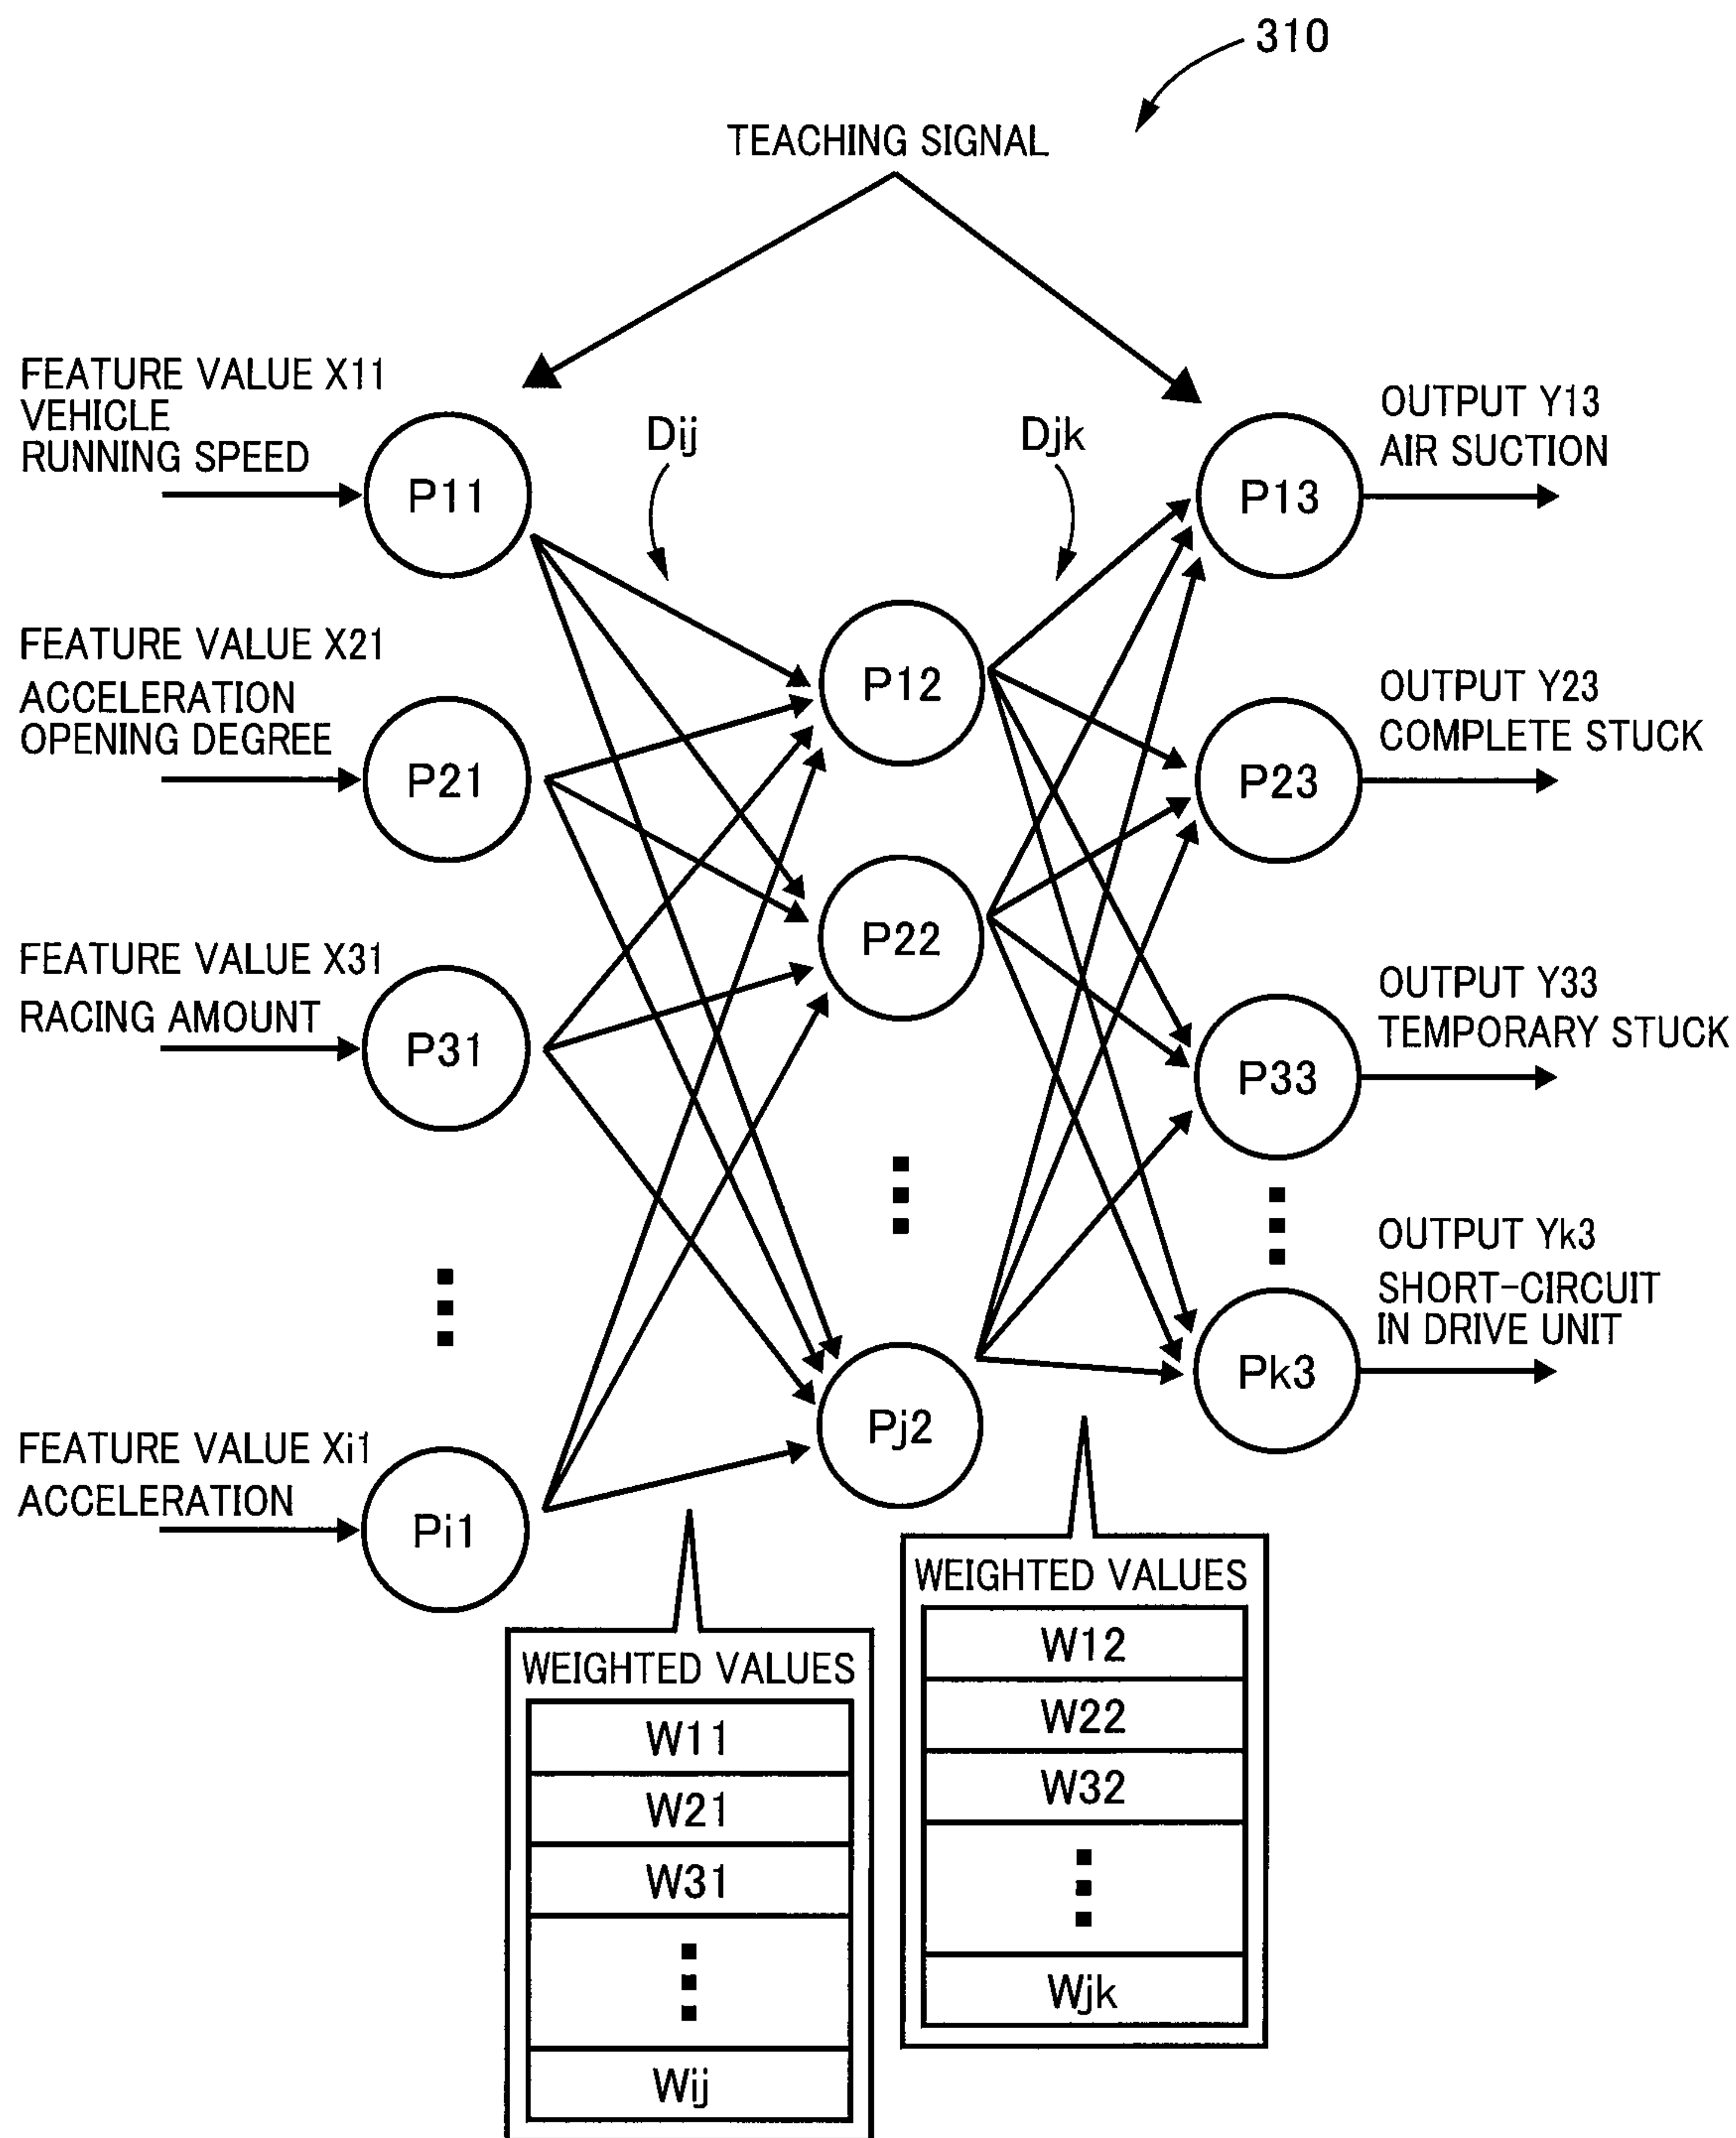 310
TEACHING SIGNAL
FEATURE VALUE X11
VEHICLE
RUNNING SPEED
P11
Dij
Djk
P13
OUTPUT Y13
AIR SUCTION
FEATURE VALUE X21
ACCELERATION
OPENING DEGREE
P21
P12
P23
OUTPUT Y23
COMPLETE STUCK
FEATURE VALUE X31
RACING AMOUNT
P31
P22
P33
OUTPUT Y33
TEMPORARY STUCK
FEATURE VALUE Xi1
ACCELERATION
Pi1
Pj2
Pk3
OUTPUT Yk3
SHORT-CIRCUIT
IN DRIVE UNIT
WEIGHTED VALUES
W11
W21
W31
Wij
WEIGHTED VALUES
W12
W22
W32
Wjk